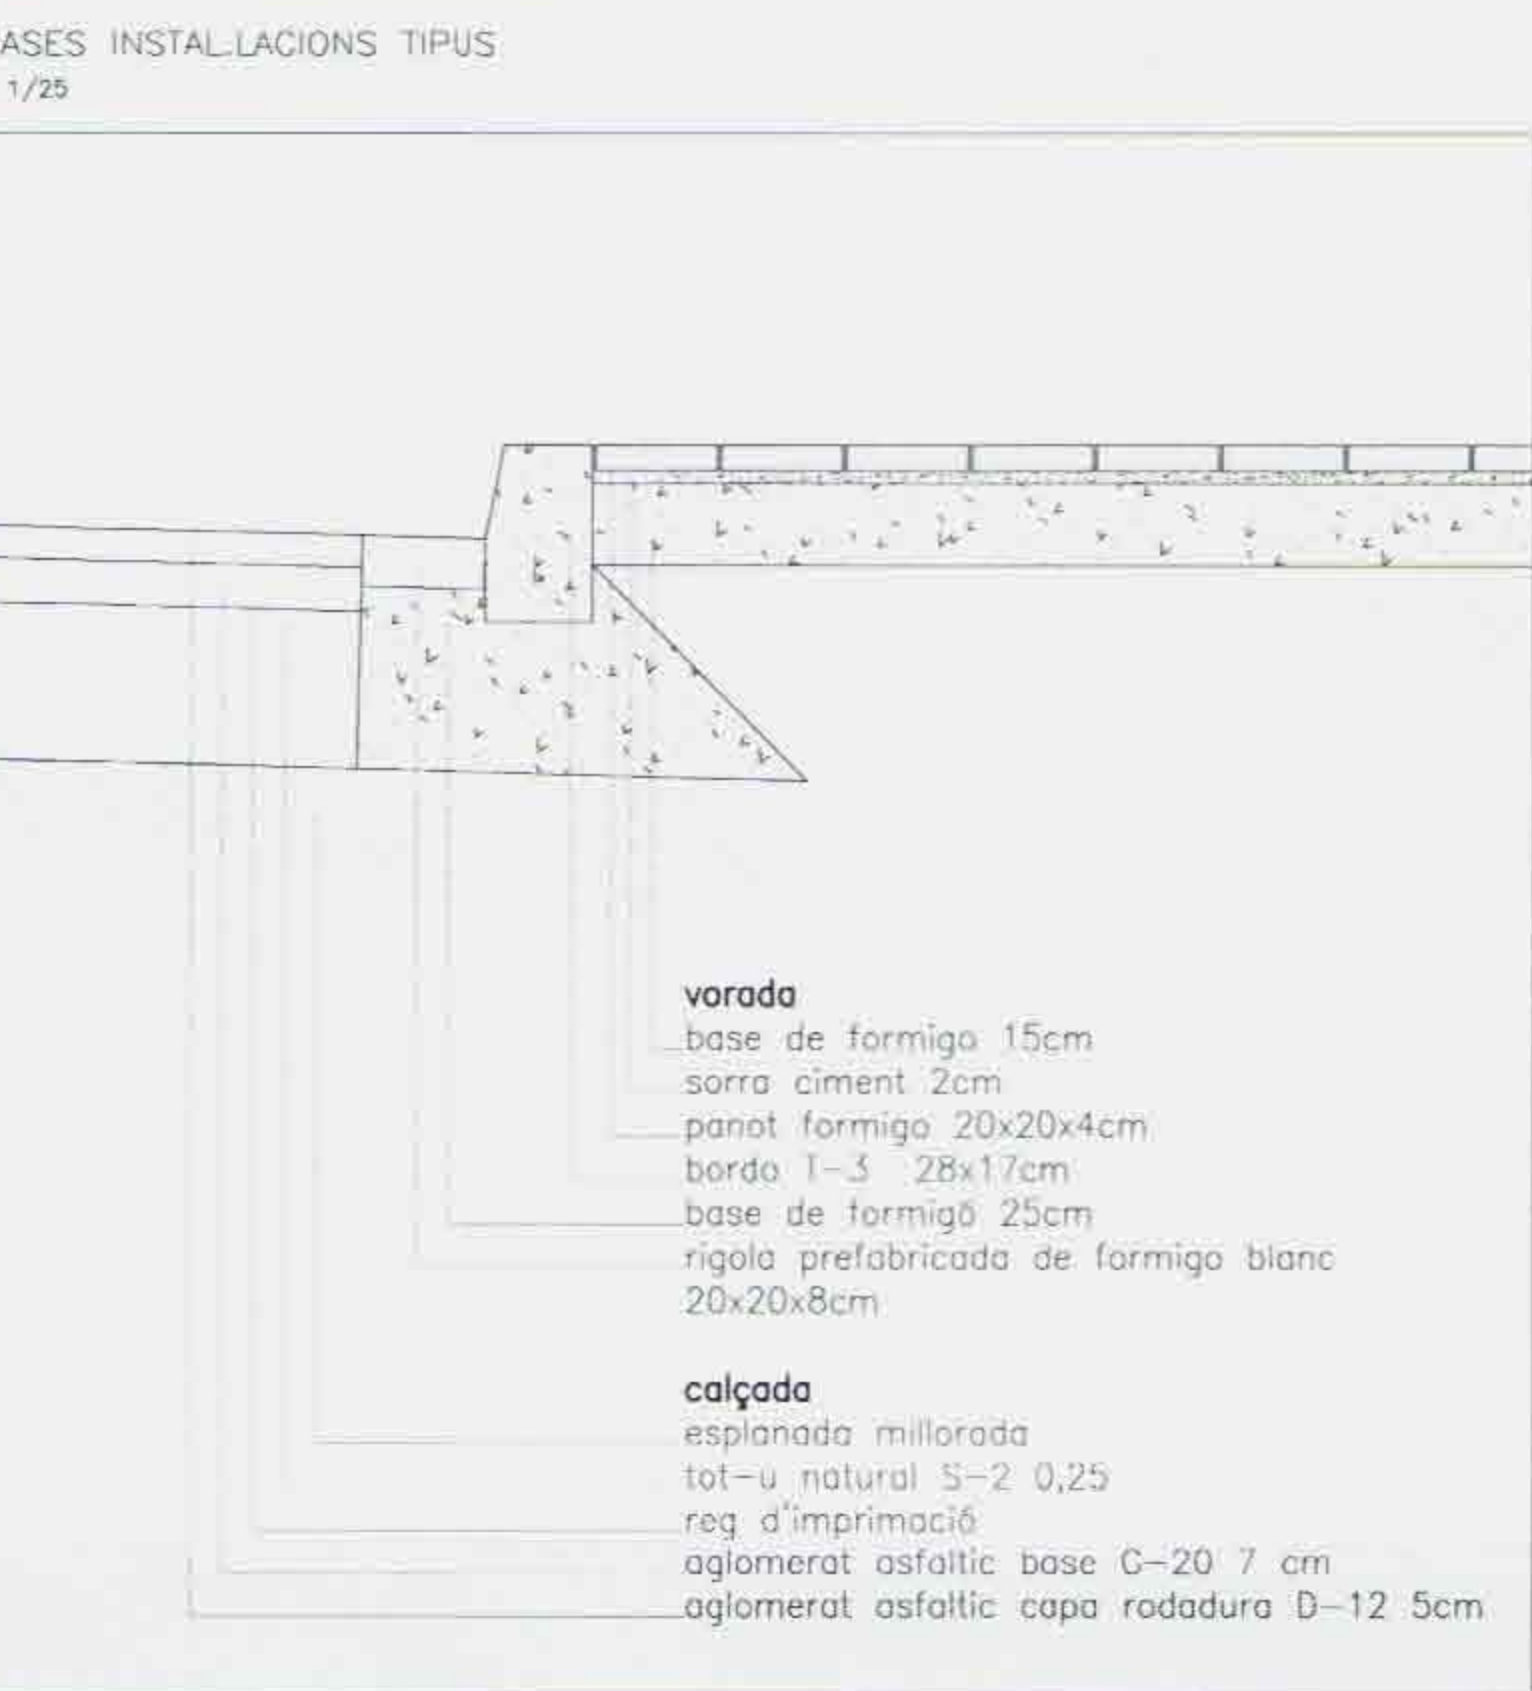 ASES INSTAL.LACIONS TIPUS
1/25
vorada
base de formigo 15cm
sorra ciment 2cm
panot formigo 20x20x4cm
bordo T-3 28x17cm
base de formigó 25cm
rigola prefabricada de formigo blanc
20x20x8cm
calçada
esplanada millorada
tot-u natural S-2 0,25
reg d'imprimació
aglomerat asfaltic base G-20 7 cm
aglomerat asfaltic capa rodadura D-12 5cm